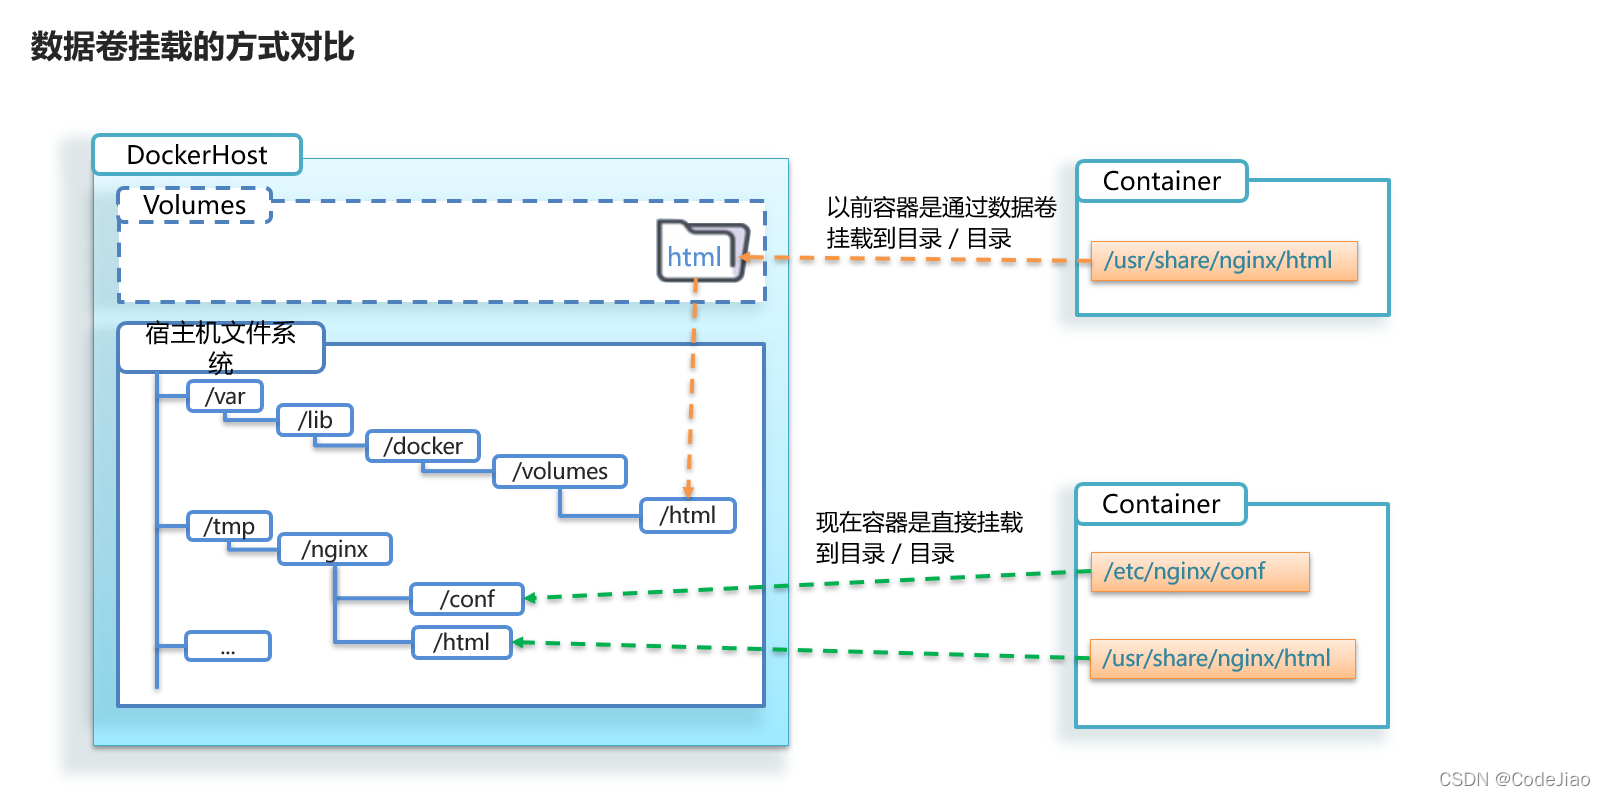 数据卷挂载的方式对比
DockerHost
Volumes
html
以前容器是通过数据卷
挂载到目录 / 目录
Container
/usr/share/nginx/html
宿主机文件系
统
/var
/lib
/docker
/volumes
/html
/tmp
/nginx
/conf
/html
...
现在容器是直接挂载
到目录 / 目录
Container
/etc/nginx/conf
/usr/share/nginx/html
CSDN @CodeJiao